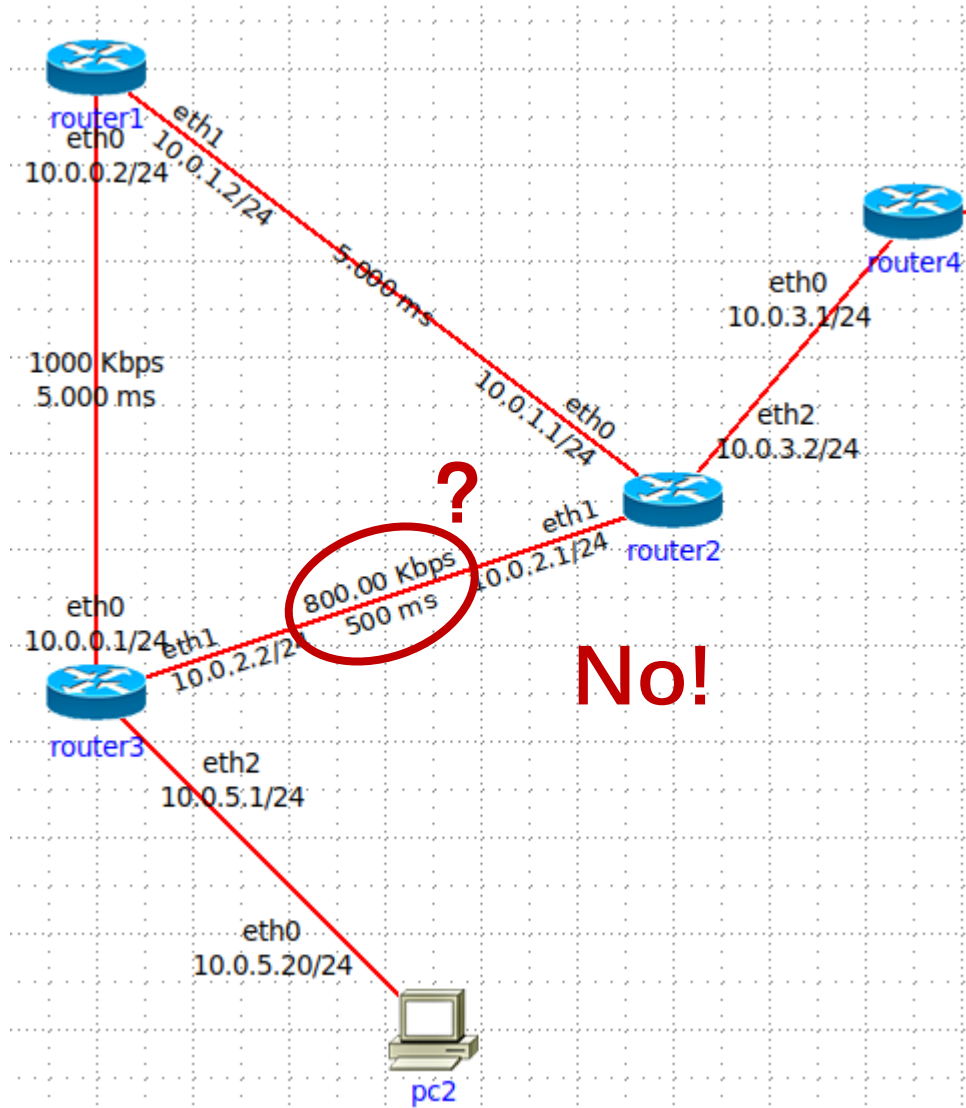 router1
eth0
10.0.0.2/24
eth1
10.0.1.2/24
5.000 ms
eth0
10.0.1.1/24
router4
eth0
10.0.3.1/24
eth2
10.0.3.2/24
1000 Kbps
5.000 ms
?
router2
eth1
10.0.2.1/24
800.00 Kbps
500 ms
eth0
10.0.0.1/24
eth1
10.0.2.2/24
No!
router3
eth2
10.0.5.1/24
eth0
10.0.5.20/24
pc2